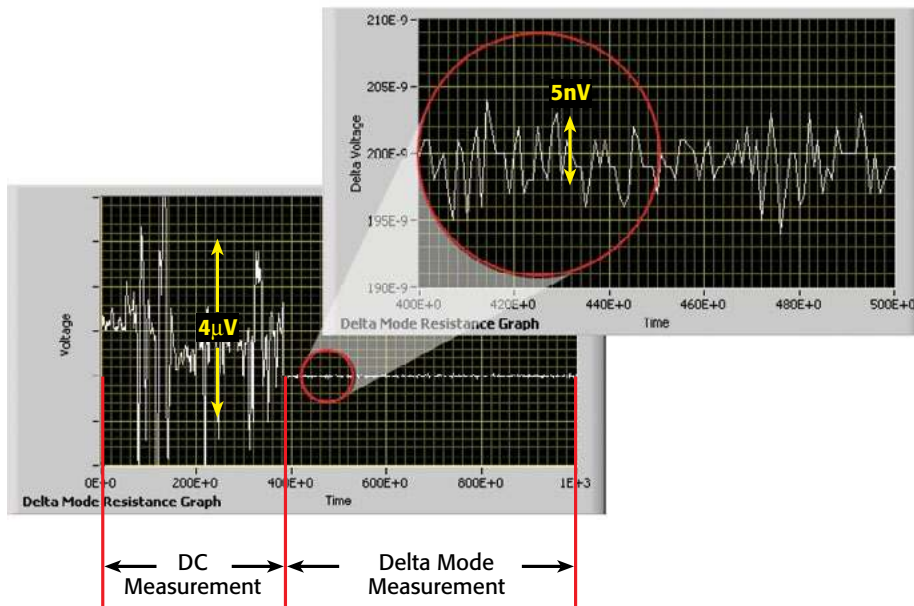 210E-9
205E-9
200E-9
195E-9
190E-9
Delta Voltage
5nV
400E+0 420E+0 440E+0 460E+0 480E+0 500E+0
Delta Mode Resistance Graph Time
Voltage
4µV
0E+0 200E+0 400E+0 600E+0 800E+0 1E+3
Delta Mode Resistance Graph Time
DC
Measurement
Delta Mode
Measurement